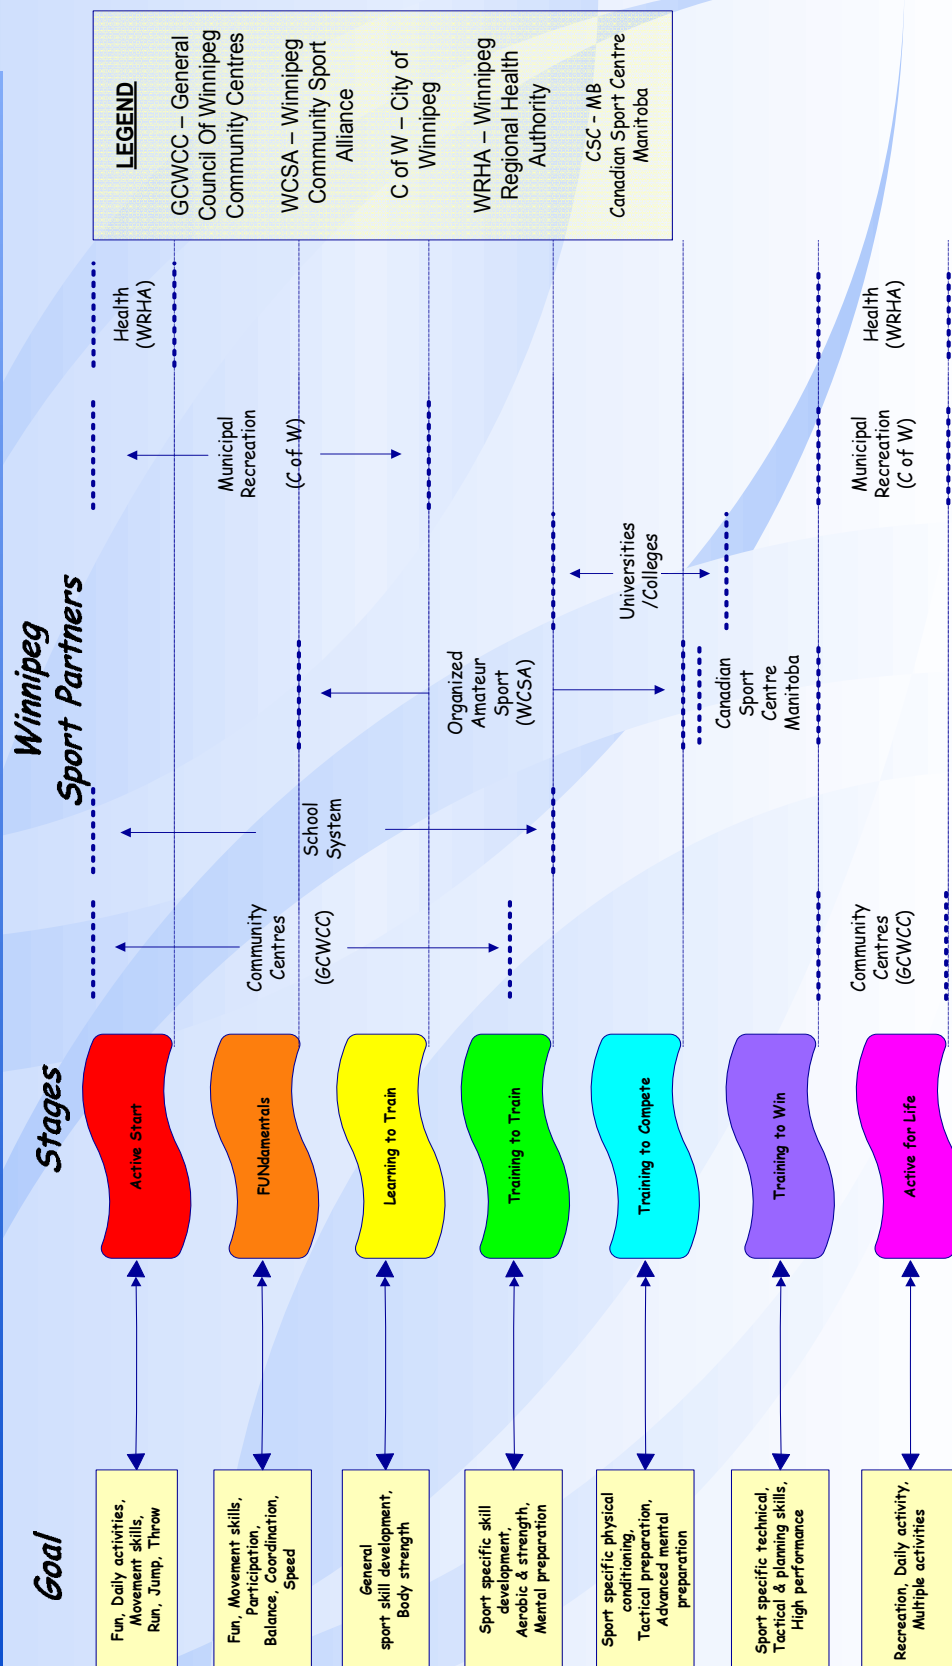 Goal
Stages
Winnipeg
Sport Partners
Fun, Daily activities,
Movement skills,
Run, Jump, Throw
Active Start
Fun, Movement skills,
Participation,
Balance, Coordination,
Speed
FUNdamentals
General
sport skill development,
Body strength
Learning to Train
Sport specific skill
development,
Aerobic & strength,
Mental preparation
Training to Train
Sport specific physical
conditioning,
Tactical preparation,
Advanced mental
preparation
Training to Compete
Sport specific technical,
Tactical & planning skills,
High performance
Training to Win
Recreation, Daily activity,
Multiple activities
Active for Life
Community
Centres
(GCWCC)
School
System
Organized
Amateur
Sport
(WCSA)
Universities
/Colleges
Municipal
Recreation
(C of W)
Health
(WRHA)
Canadian
Sport
Centre
Manitoba
Community
Centres
(GCWCC)
Municipal
Recreation
(C of W)
Health
(WRHA)
LEGEND
GCWCC – General
Council Of Winnipeg
Community Centres
WCSA – Winnipeg
Community Sport
Alliance
C of W – City of
Winnipeg
WRHA – Winnipeg
Regional Health
Authority
CSC - MB
Canadian Sport Centre
Manitoba